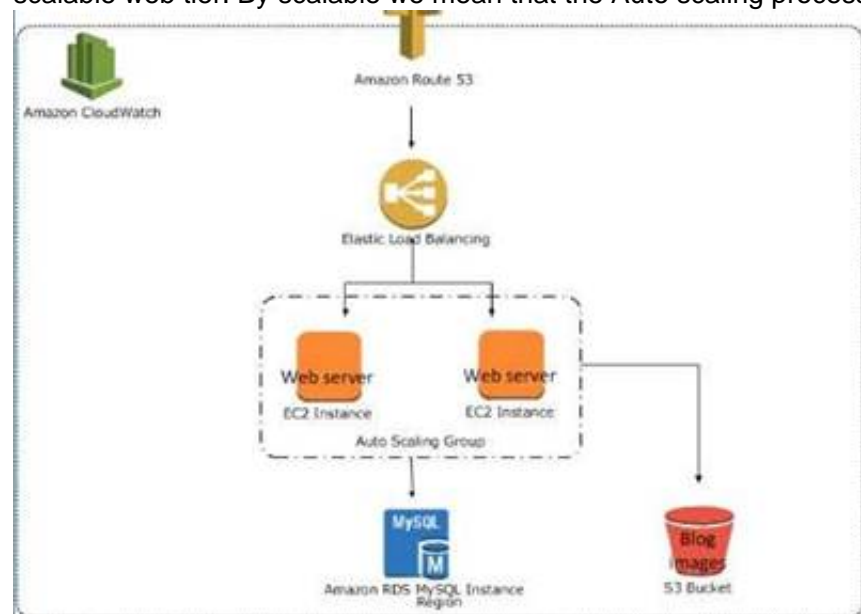 scalable web tier. By scalable we mean that the Auto scaling process
Amazon Route 53
Amazon CloudWatch
Elastic Load Balancing
Web server
Web server
EC2 Instance
EC2 Instance
Auto Scaling Group
MySQL
M
Amazon RDS MySQL Instance
Region
Blog
images
S3 Bucket